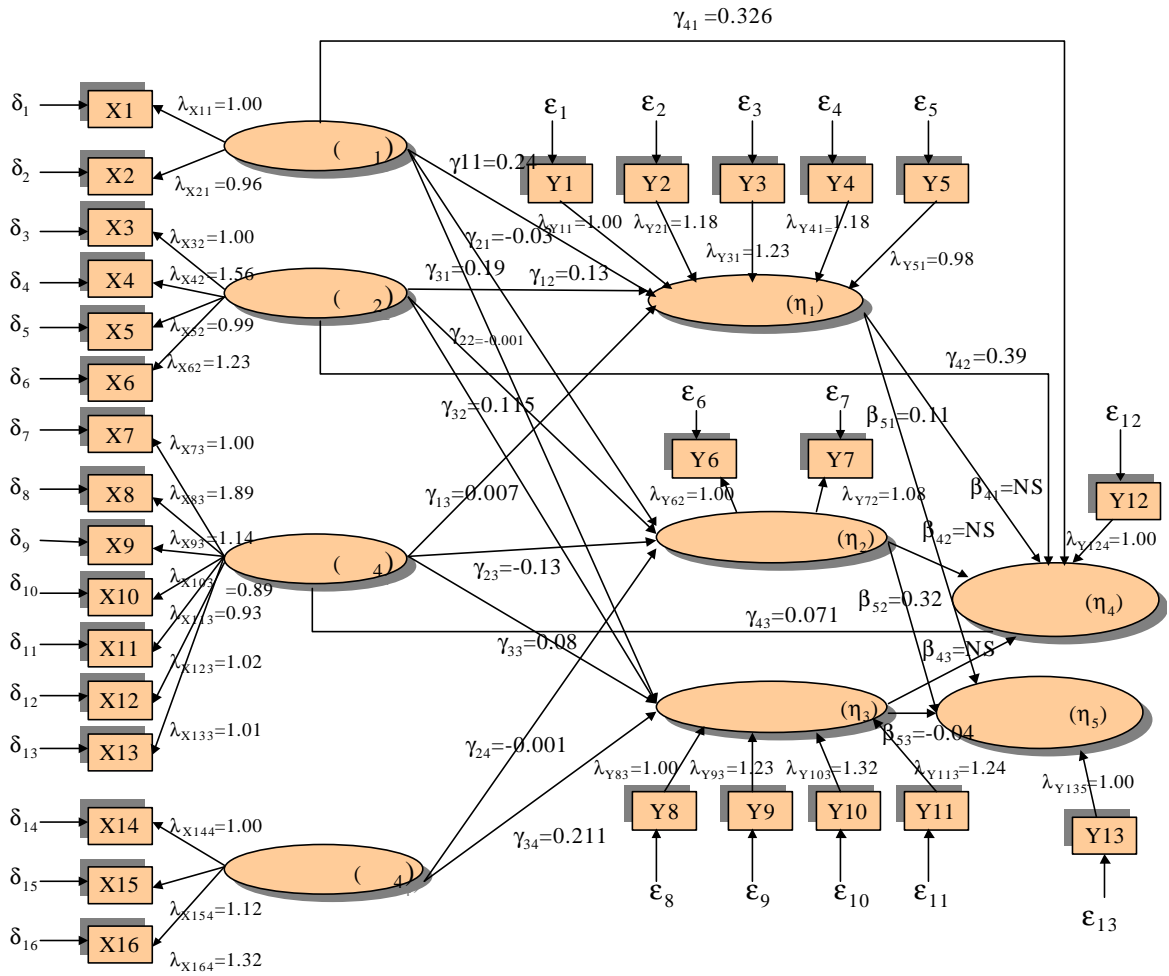 γ41 =0.326
δ1
X1
λX11=1.00
ε1
ε2
ε3
ε4
ε5
( 1)
γ11=0.24
δ2
X2
λX21=0.96
Y1
Y2
Y3
Y4
Y5
δ3
X3
λX32=1.00
γ21=-0.03
λY11=1.00
λY21=1.18
λY31=1.23
λY41=1.18
λY51=0.98
δ4
X4
λX42=1.56
γ31=0.19
γ12=0.13
( 2
(η1)
δ5
X5
λX52=0.99
γ22=-0.001
δ6
X6
λX62=1.23
γ42=0.39
γ32=0.115
ε6
ε7
β51=0.11
ε12
δ7
X7
λX73=1.00
Y6
Y7
δ8
X8
λX83=1.89
γ13=0.007
λY62=1.00
λY72=1.08
β41=NS
Y12
δ9
X9
λX93=1.14
(η2)
β42=NS
λY124=1.00
( 4)
γ23=-0.13
δ10
X10
λX103
=0.89
β52=0.32
(η4)
λX113=0.93
γ43=0.071
δ11
X11
γ33=0.08
β43=NS
λX123=1.02
δ12
X12
(η3)
(η5)
λX133=1.01
δ13
X13
γ24=-0.001
β53=-0.04
λY83=1.00
λY93=1.23
λY103=1.32
λY113=1.24
λY135=1.00
δ14
X14
λX144=1.00
Y8
Y9
Y10
Y11
Y13
γ34=0.211
( 4)
δ15
X15
ε8
ε9
ε10
ε11
λX154=1.12
ε13
δ16
X16
λX164=1.32